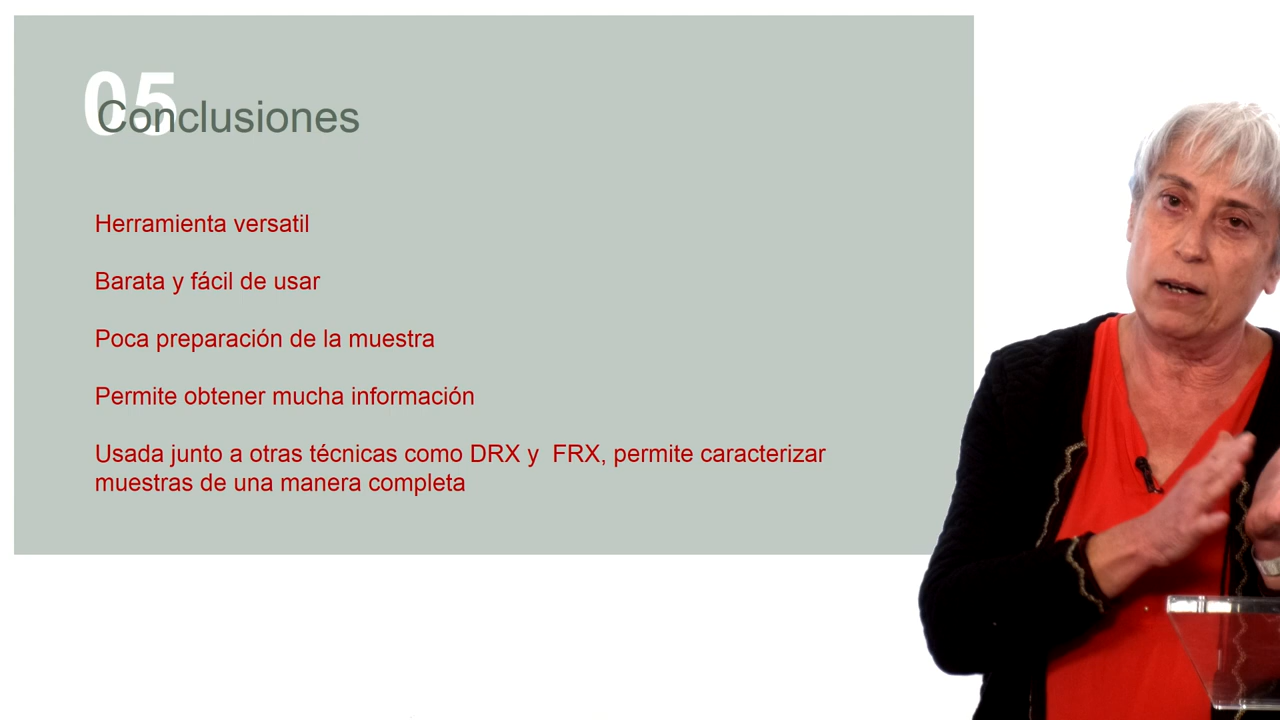 05
Conclusiones
Herramienta versatil
Barata y fácil de usar
Poca preparación de la muestra
Permite obtener mucha información
Usada junto a otras técnicas como DRX y  FRX, permite caracterizar
muestras de una manera completa